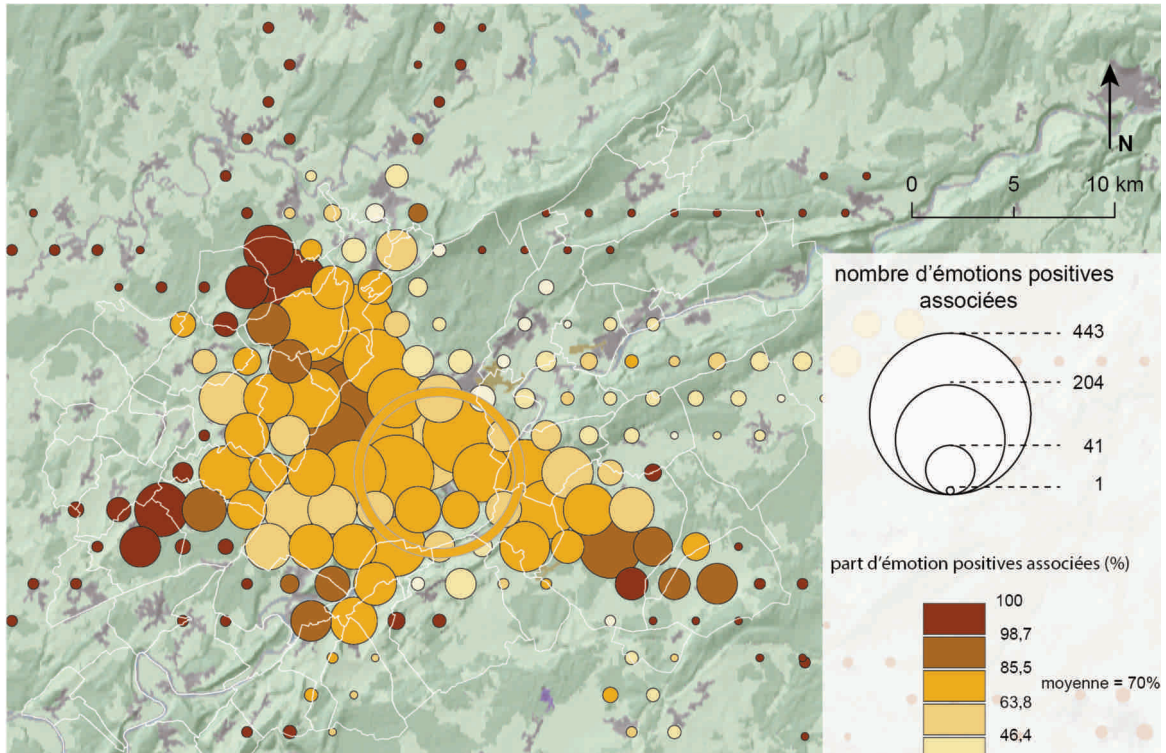 N
0 5 10 km
nombre d'émotions positives
associées
443
204
41
1
part d'émotion positives associées (%)
100
98,7
85,5
63,8
moyenne = 70%
46,4